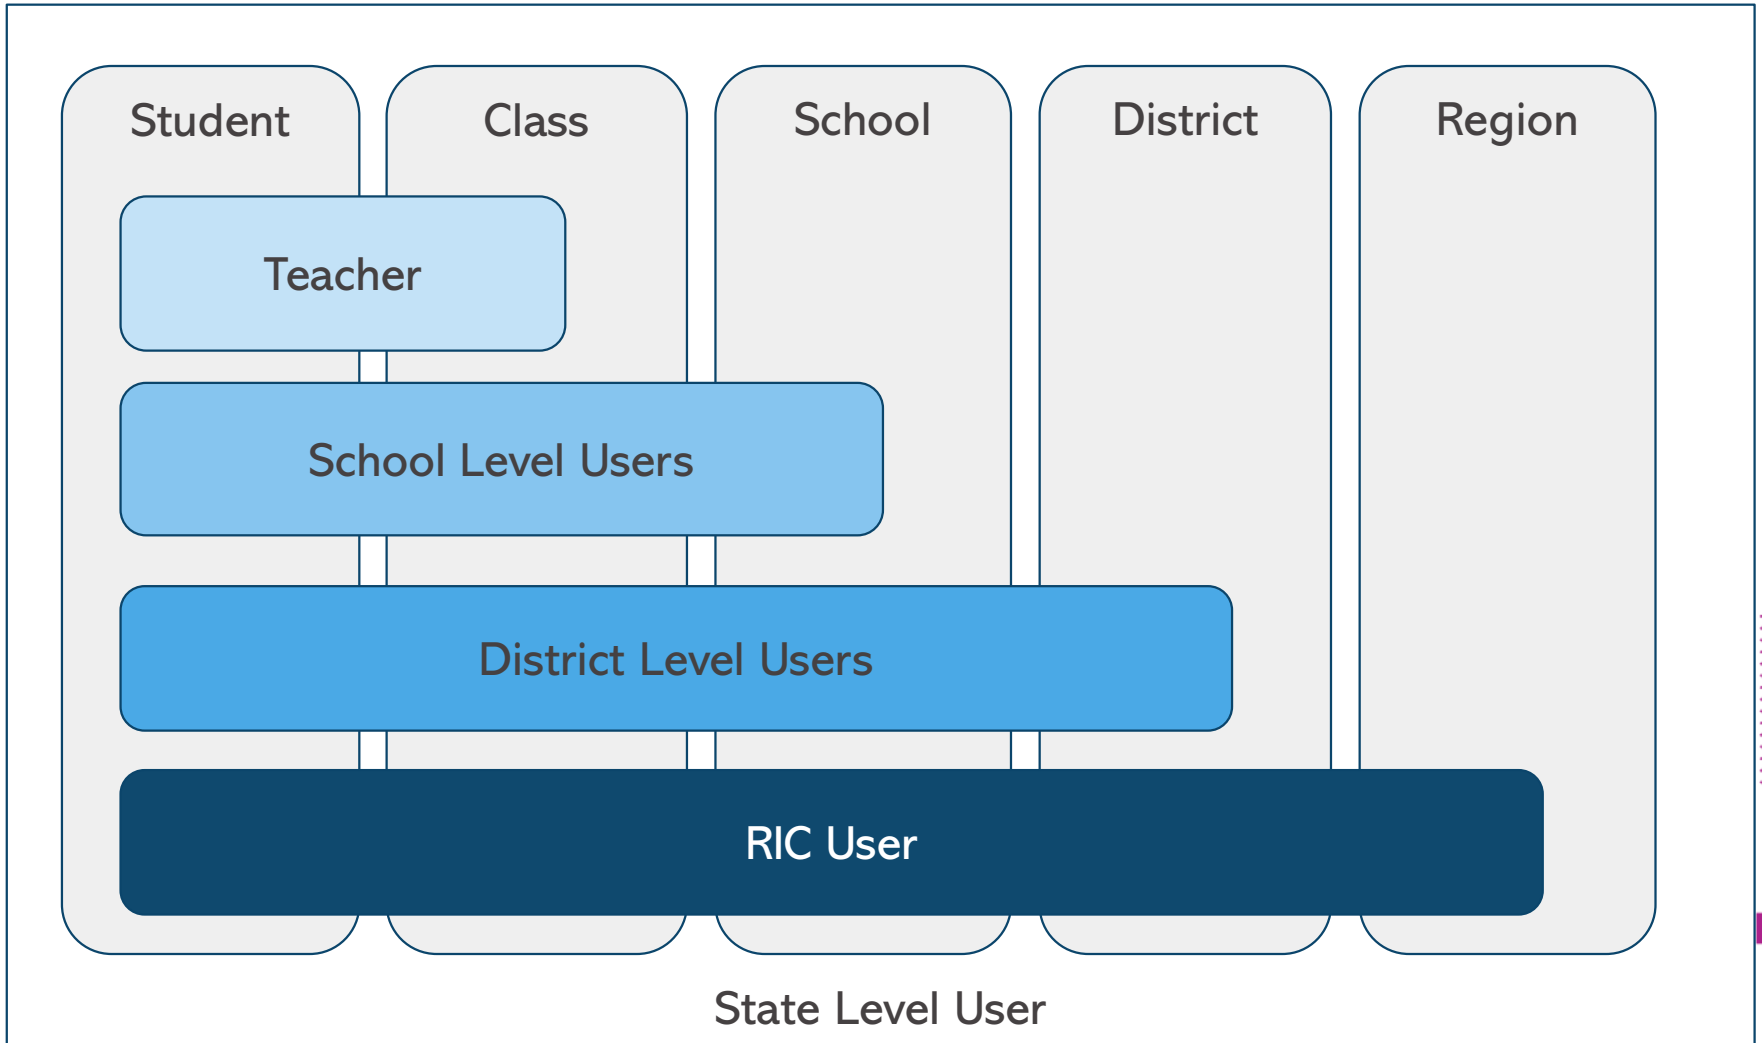 Student
Class
School
District
Region
Teacher
School Level Users
District Level Users
RIC User
State Level User